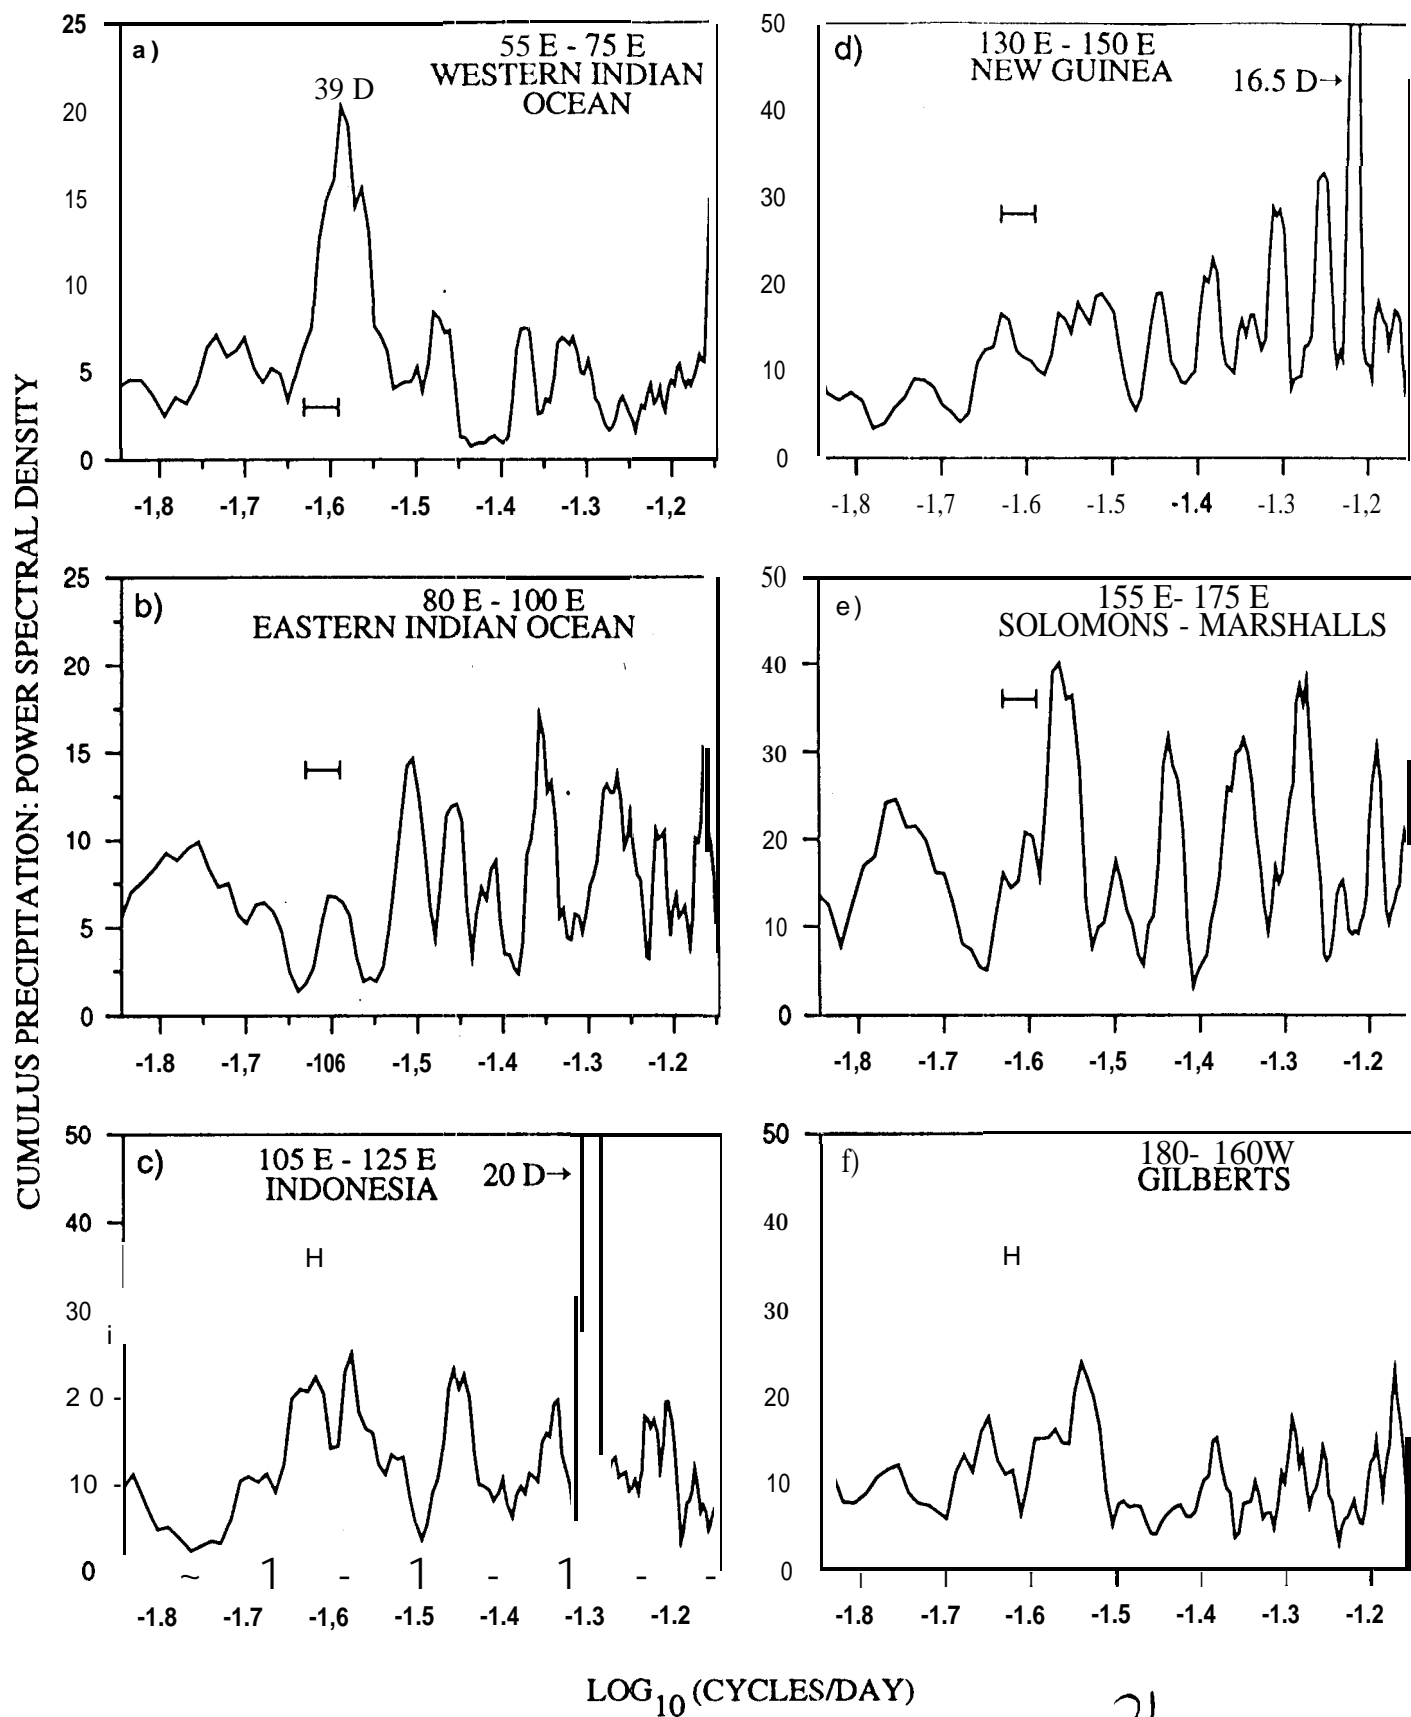 CUMULUS PRECIPITATION: POWER SPECTRAL DENSITY
a)
55 E - 75 E
WESTERN INDIAN
OCEAN
39 D
25
20
15
10
5
0
-1,8 -1,7 -1,6 -1.5 -1.4 -1.3 -1,2
d)
130 E - 150 E
NEW GUINEA
16.5 D→
50
40
30
20
10
0
-1,8 -1,7 -1.6 -1.5 -1.4 -1.3 -1,2
b)
80 E - 100 E
EASTERN INDIAN OCEAN
25
20
15
10
5
0
-1.8 -1,7 -106 -1,5 -1.4 -1.3 -1.2
e)
155 E- 175 E
SOLOMONS - MARSHALLS
50
40
30
20
10
0
-1,8 -1.7 -1.6 -1,5 -1,4 -1.3 -1.2
c)
105 E - 125 E
INDONESIA
20 D→
H
50
40
30
i
2 0 -
10 -
0
~ 1 - 1 - 1 - -
-1.8 -1.7 -1,6 -1.5 -1.4 -1.3 -1.2
f)
180- 160W
GILBERTS
H
50
40
30
20
10
0
-1.8 -1.7 -1.6 -1.5 -1.4 -1.3 -1.2
LOG10 (CYCLES/DAY)